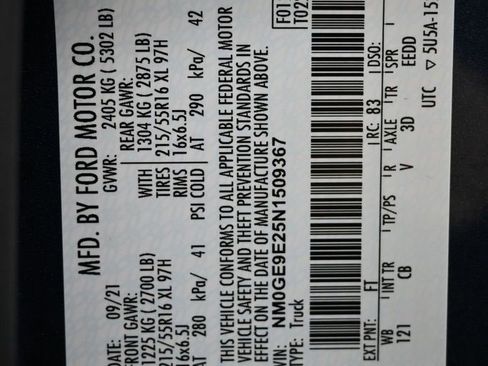 MFD. BY FORD MOTOR CO.
DATE: 09/21 GVWR: 2405 KG ( 5302 LB)
FRONT GAWR: REAR GAWR:
1225 KG ( 2700 LB) WITH 1304 KG ( 2875 LB)
215/55R16 XL 97H TIRES 215/55R16 XL 97H
16x6.5J RIMS 16x6.5J
AT 280 kPa/ 41 PSI COLD AT 290 kPa/ 42
THIS VEHICLE CONFORMS TO ALL APPLICABLE FEDERAL MOTOR
VEHICLE SAFETY AND THEFT PREVENTION STANDARDS IN
EFFECT ON THE DATE OF MANUFACTURE SHOWN ABOVE.
VIN: NM0GE9E25N1509367
TYPE: Truck
F01
T02
EXT PNT: FT RC: 83 DSO:
WB INT TR TP/PS R AXLE TR SPR
121 CB V 3D EEDD
UTC ▽ 5U5A-15